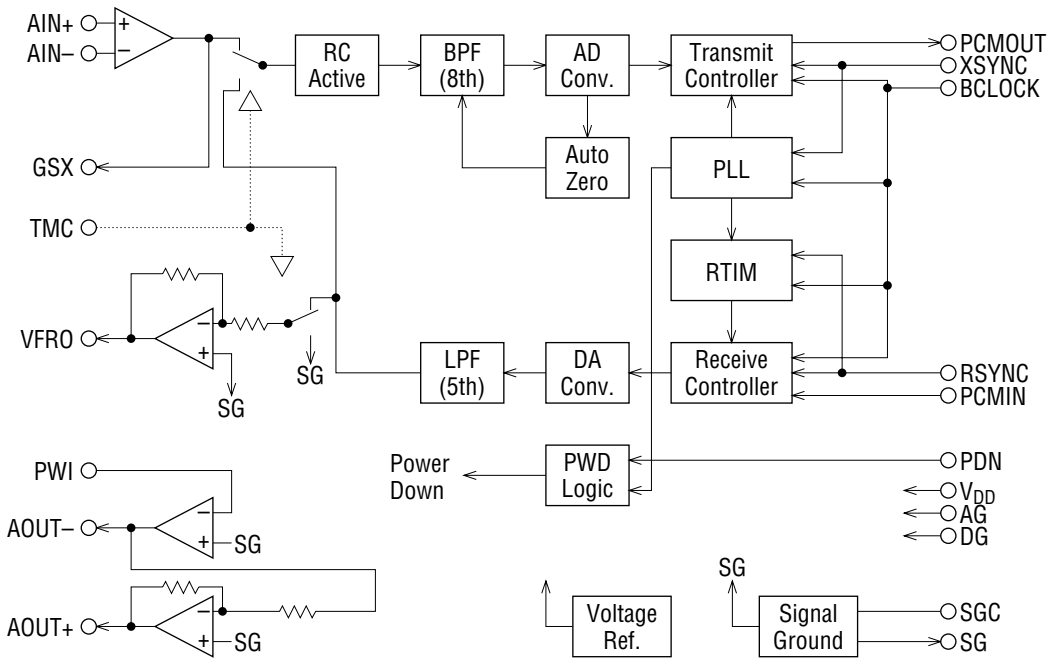 AIN+
AIN–
GSX
TMC
VFRO
PWI
AOUT–
AOUT+
+
–
RC
Active
BPF
(8th)
AD
Conv.
Transmit
Controller
Auto
Zero
PLL
RTIM
–
+
SG
SG
LPF
(5th)
DA
Conv.
Receive
Controller
Power
Down
PWD
Logic
–
+
SG
–
+
SG
Voltage
Ref.
SG
Signal
Ground
PCMOUT
XSYNC
BCLOCK
RSYNC
PCMIN
PDN
VDD
AG
DG
SGC
SG